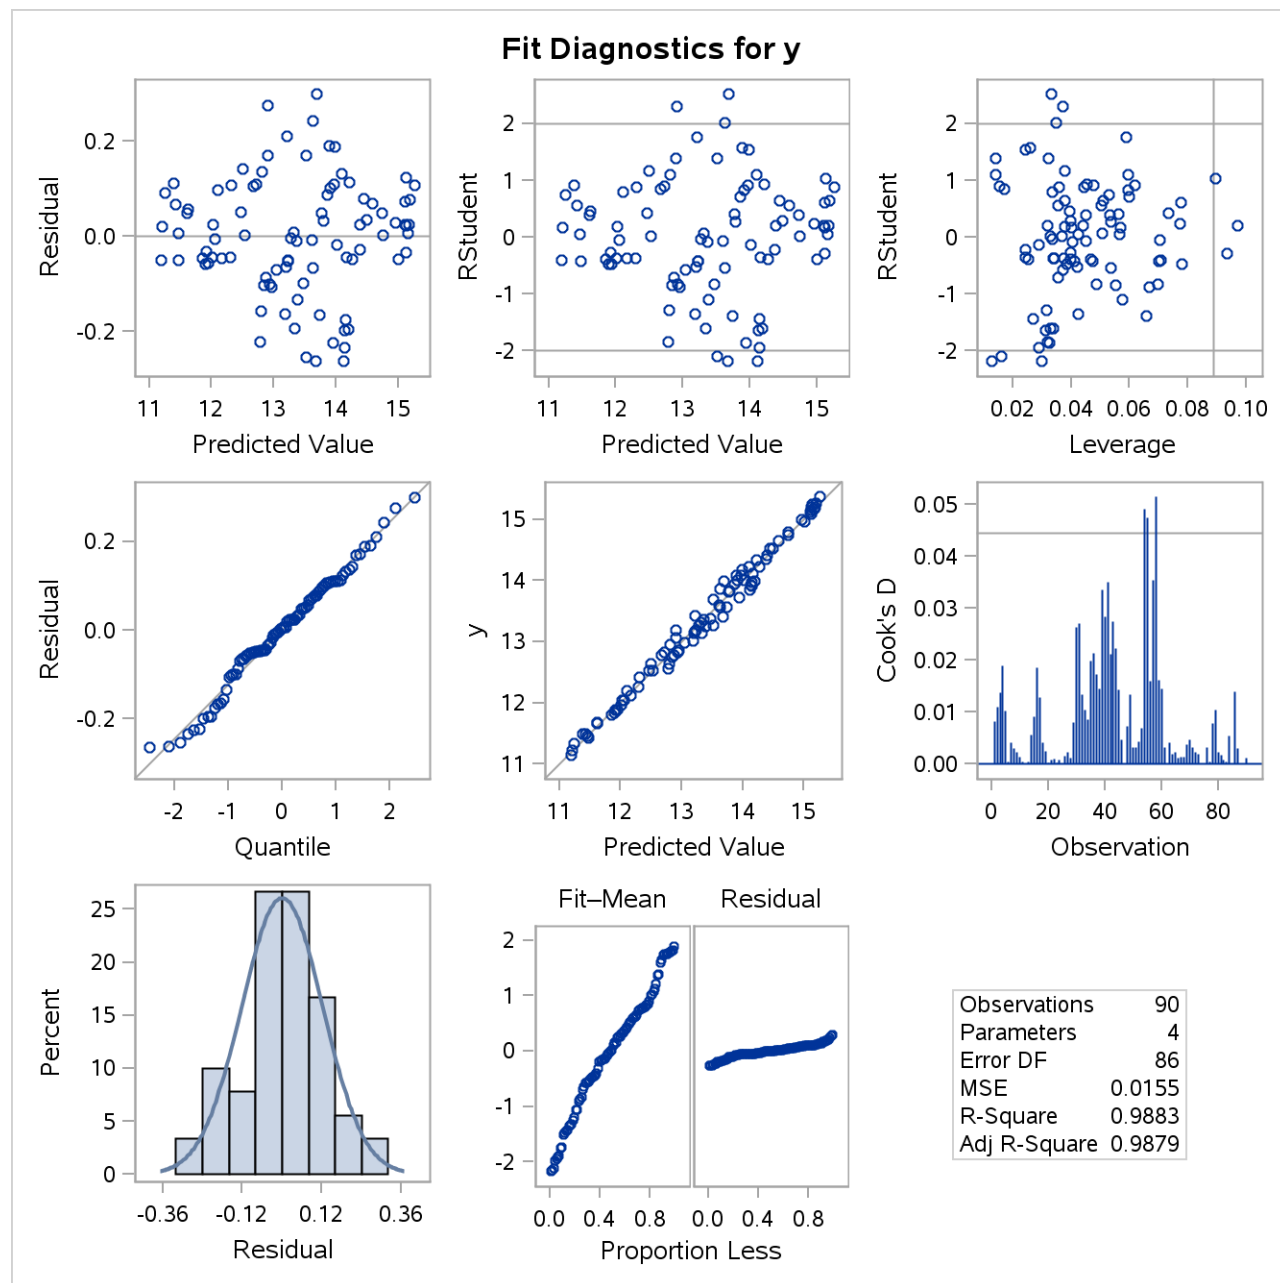 Fit Diagnostics for y
Residual
0.2
0.0
-0.2
11 12 13 14 15
Predicted Value
RStudent
2
1
0
-1
-2
11 12 13 14 15
Predicted Value
RStudent
2
1
0
-1
-2
0.02 0.04 0.06 0.08 0.10
Leverage
Residual
0.2
0.0
-0.2
-2 -1 0 1 2
Quantile
y
15
14
13
12
11
11 12 13 14 15
Predicted Value
Cook's D
0.05
0.04
0.03
0.02
0.01
0.00
0 20 40 60 80
Observation
Percent
25
20
15
10
5
0
-0.36 -0.12 0.12 0.36
Residual
Fit–Mean Residual
2
1
0
-1
-2
0.0 0.4 0.8 0.0 0.4 0.8
Proportion Less
Observations 90
Parameters 4
Error DF 86
MSE 0.0155
R-Square 0.9883
Adj R-Square 0.9879